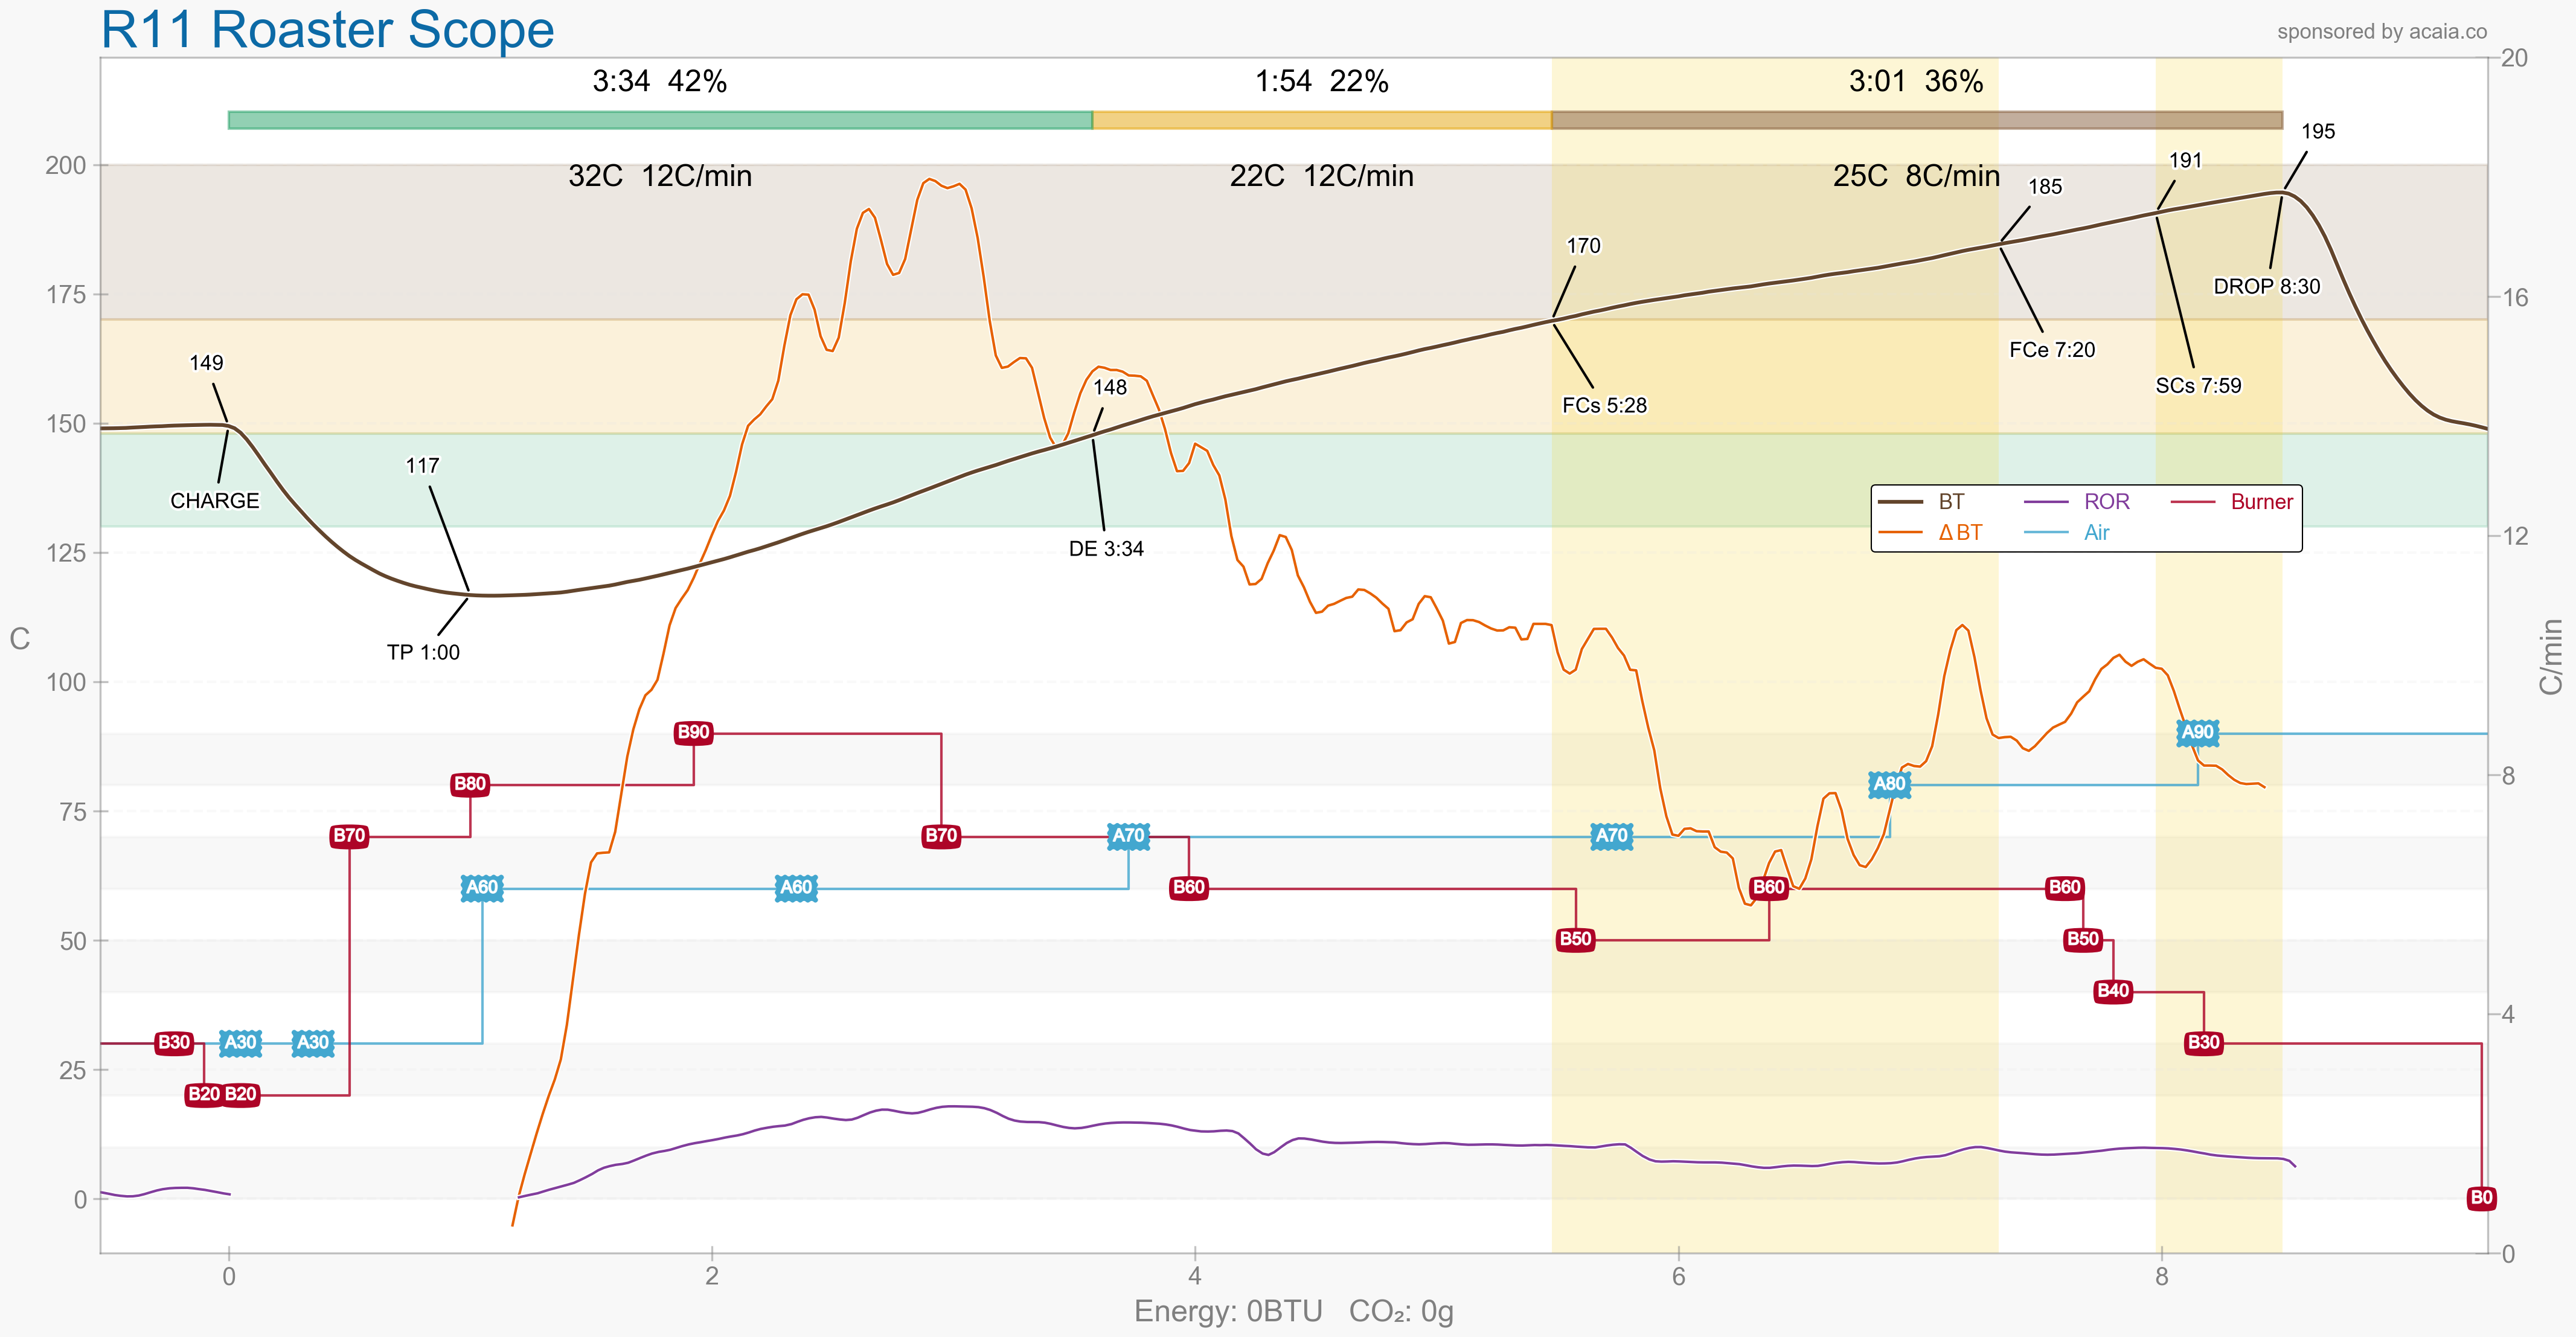 R11 Roaster Scope
sponsored by acaia.co
3:34 42%
1:54 22%
3:01 36%
32C 12C/min
22C 12C/min
25C 8C/min
200
175
150
125
100
75
50
25
0
C
20
16
12
8
4
0
C/min
149
CHARGE
117
TP 1:00
148
DE 3:34
170
FCs 5:28
185
FCe 7:20
191
SCs 7:59
195
DROP 8:30
BT ROR Burner
Δ BT Air
B90
A90
B80
A80
B70
B70
A70
A70
A60
A60
B60
B60
B60
B50
B50
B40
B30
A30
A30
B30
B20
B20
B0
0 2 4 6 8
Energy: 0BTU CO₂: 0g